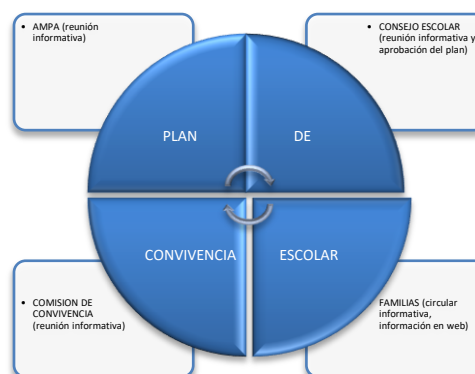 • AMPA (reunión
informativa)
• CONSEJO ESCOLAR
(reunión informativa y
aprobación del plan)
PLAN
DE
CONVIVENCIA
ESCOLAR
• COMISION DE
CONVIVENCIA
(reunión informativa)
FAMILIAS (circular
informativa,
información en web)